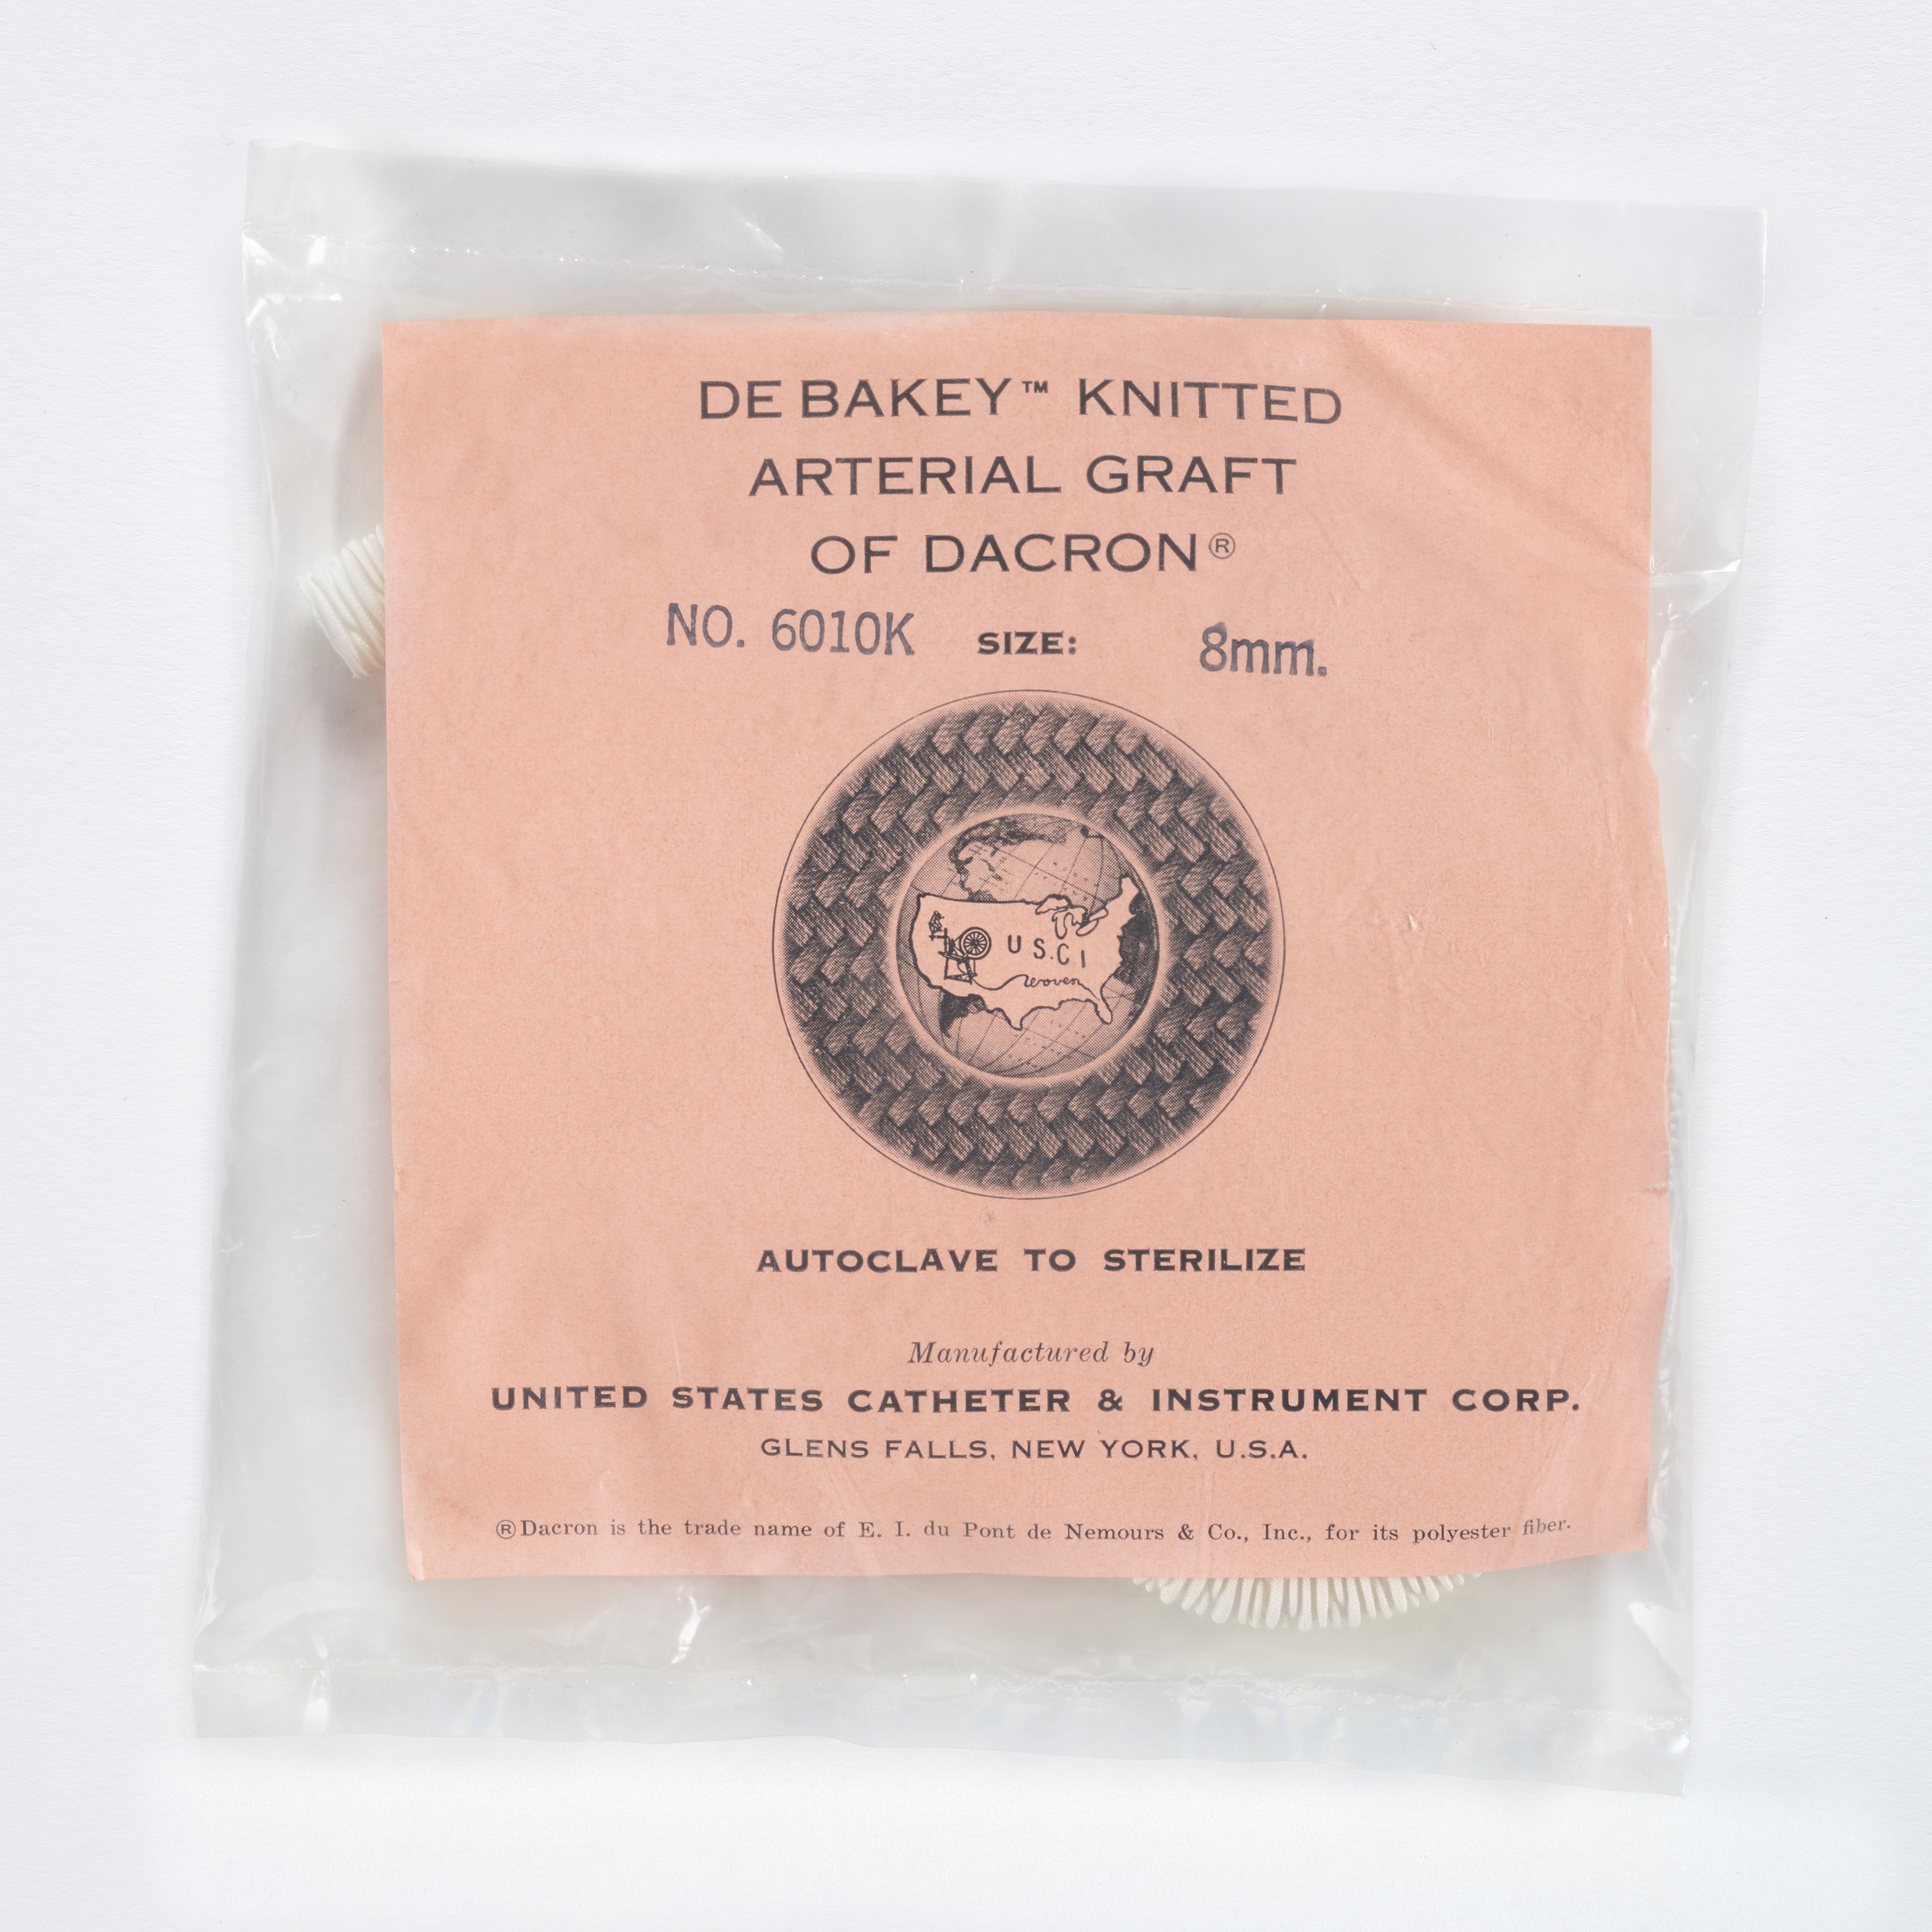 DE BAKEY™ KNITTED
ARTERIAL GRAFT
OF DACRON®
NO. 6010K SIZE: 8mm.
U.S.C I
woven
AUTOCLAVE TO STERILIZE
Manufactured by
UNITED STATES CATHETER & INSTRUMENT CORP.
GLENS FALLS, NEW YORK, U.S.A.
®Dacron is the trade name of E. I. du Pont de Nemours & Co., Inc., for its polyester fiber.